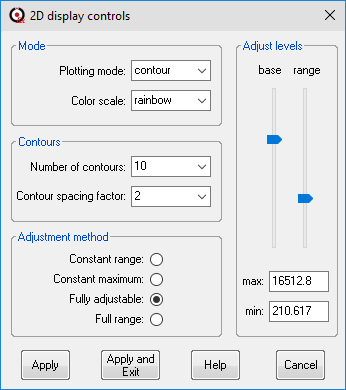 2D display controls
Mode
Plotting mode: contour
Color scale: rainbow
Contours
Number of contours: 10
Contour spacing factor: 2
Adjustment method
Constant range:
Constant maximum:
Fully adjustable:
Full range:
Adjust levels
base range
max: 16512.8
min: 210.617
Apply
Apply and
Exit
Help
Cancel